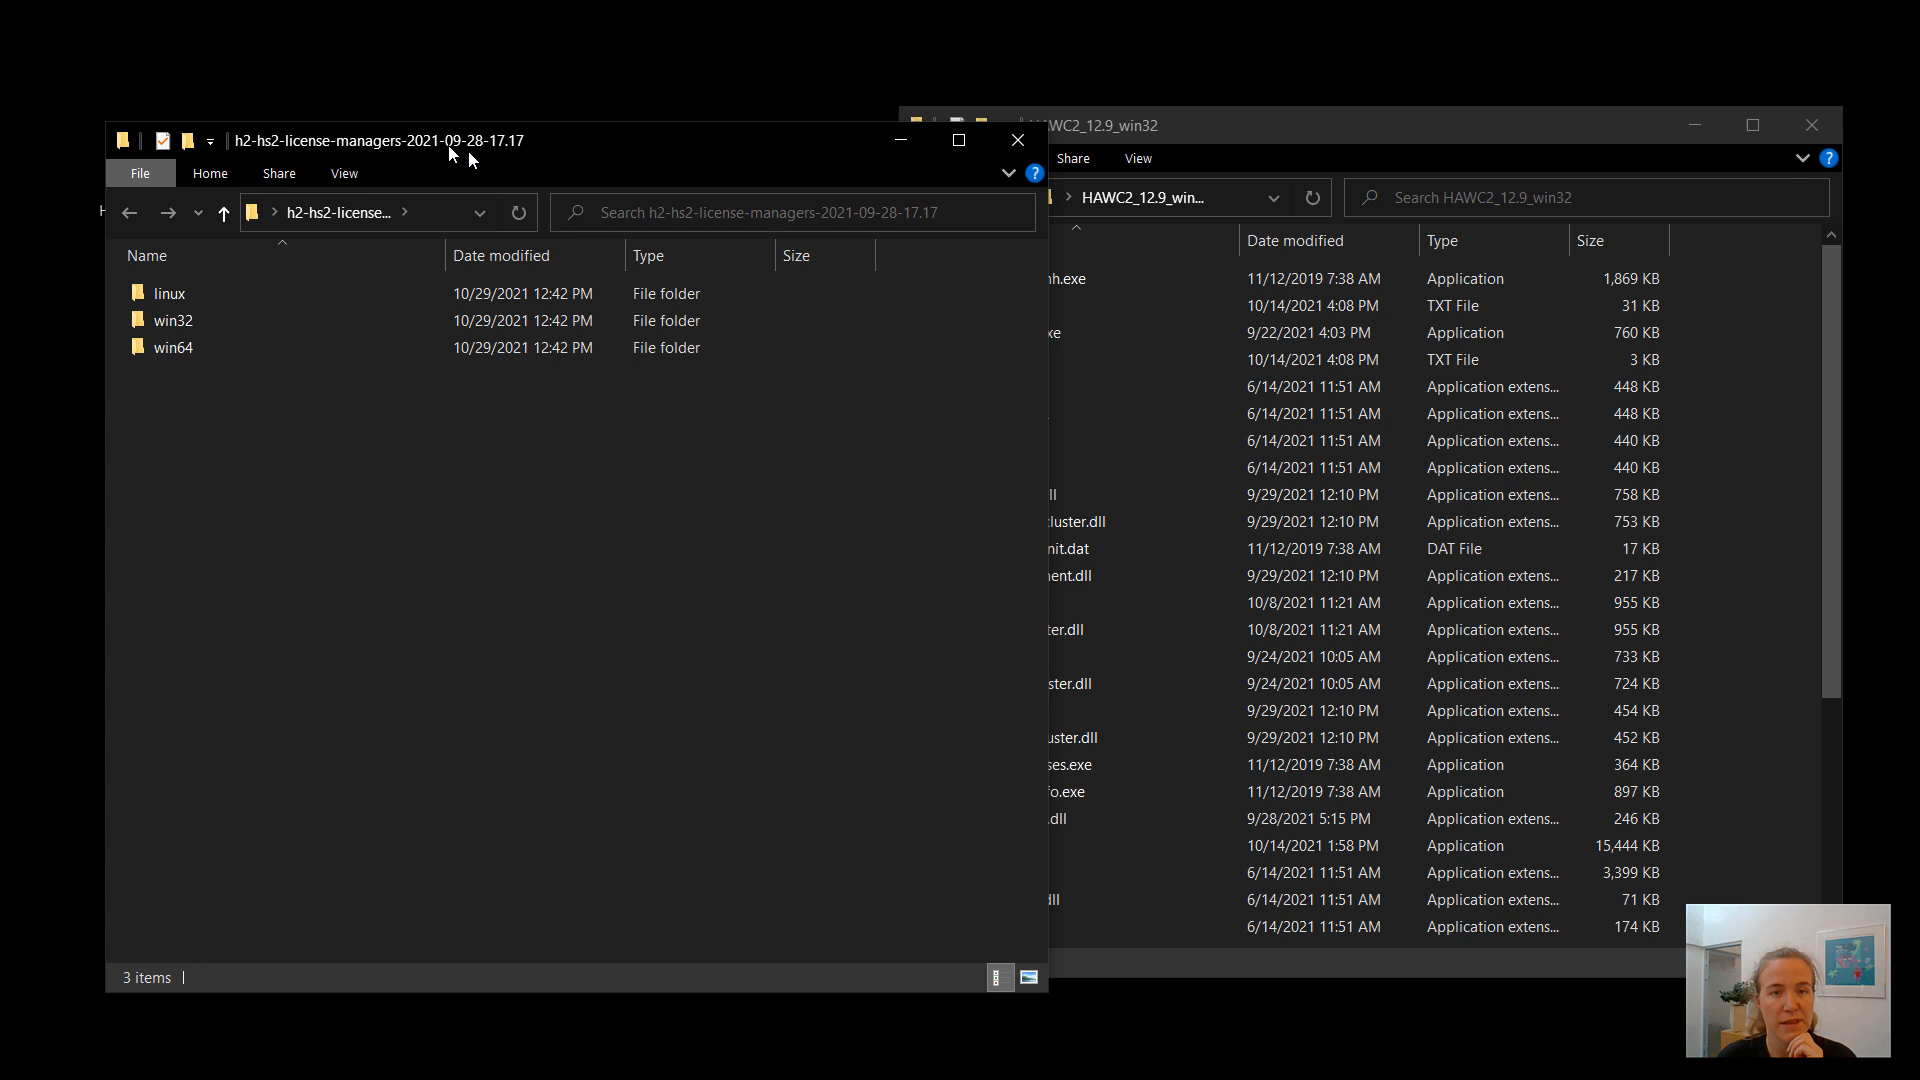 h2-hs2-license-managers-2021-09-28-17.17
File
Home
Share
View
?
h2-hs2-license...
Search h2-hs2-license-managers-2021-09-28-17.17
Name
Date modified
Type
Size
linux
10/29/2021 12:42 PM
File folder
win32
10/29/2021 12:42 PM
File folder
win64
10/29/2021 12:42 PM
File folder
3 items
WC2_12.9_win32
Share
View
?
HAWC2_12.9_win...
Search HAWC2_12.9_win32
Date modified
Type
Size
h.exe
11/12/2019 7:38 AM
Application
1,869 KB
10/14/2021 4:08 PM
TXT File
31 KB
xe
9/22/2021 4:03 PM
Application
760 KB
10/14/2021 4:08 PM
TXT File
3 KB
6/14/2021 11:51 AM
Application extens...
448 KB
6/14/2021 11:51 AM
Application extens...
448 KB
6/14/2021 11:51 AM
Application extens...
440 KB
6/14/2021 11:51 AM
Application extens...
440 KB
ll
9/29/2021 12:10 PM
Application extens...
758 KB
luster.dll
9/29/2021 12:10 PM
Application extens...
753 KB
nit.dat
11/12/2019 7:38 AM
DAT File
17 KB
ent.dll
9/29/2021 12:10 PM
Application extens...
217 KB
10/8/2021 11:21 AM
Application extens...
955 KB
ter.dll
10/8/2021 11:21 AM
Application extens...
955 KB
9/24/2021 10:05 AM
Application extens...
733 KB
ster.dll
9/24/2021 10:05 AM
Application extens...
724 KB
9/29/2021 12:10 PM
Application extens...
454 KB
uster.dll
9/29/2021 12:10 PM
Application extens...
452 KB
ses.exe
11/12/2019 7:38 AM
Application
364 KB
fo.exe
11/12/2019 7:38 AM
Application
897 KB
.dll
9/28/2021 5:15 PM
Application extens...
246 KB
10/14/2021 1:58 PM
Application
15,444 KB
6/14/2021 11:51 AM
Application extens...
3,399 KB
dll
6/14/2021 11:51 AM
Application extens...
71 KB
6/14/2021 11:51 AM
Application extens...
174 KB